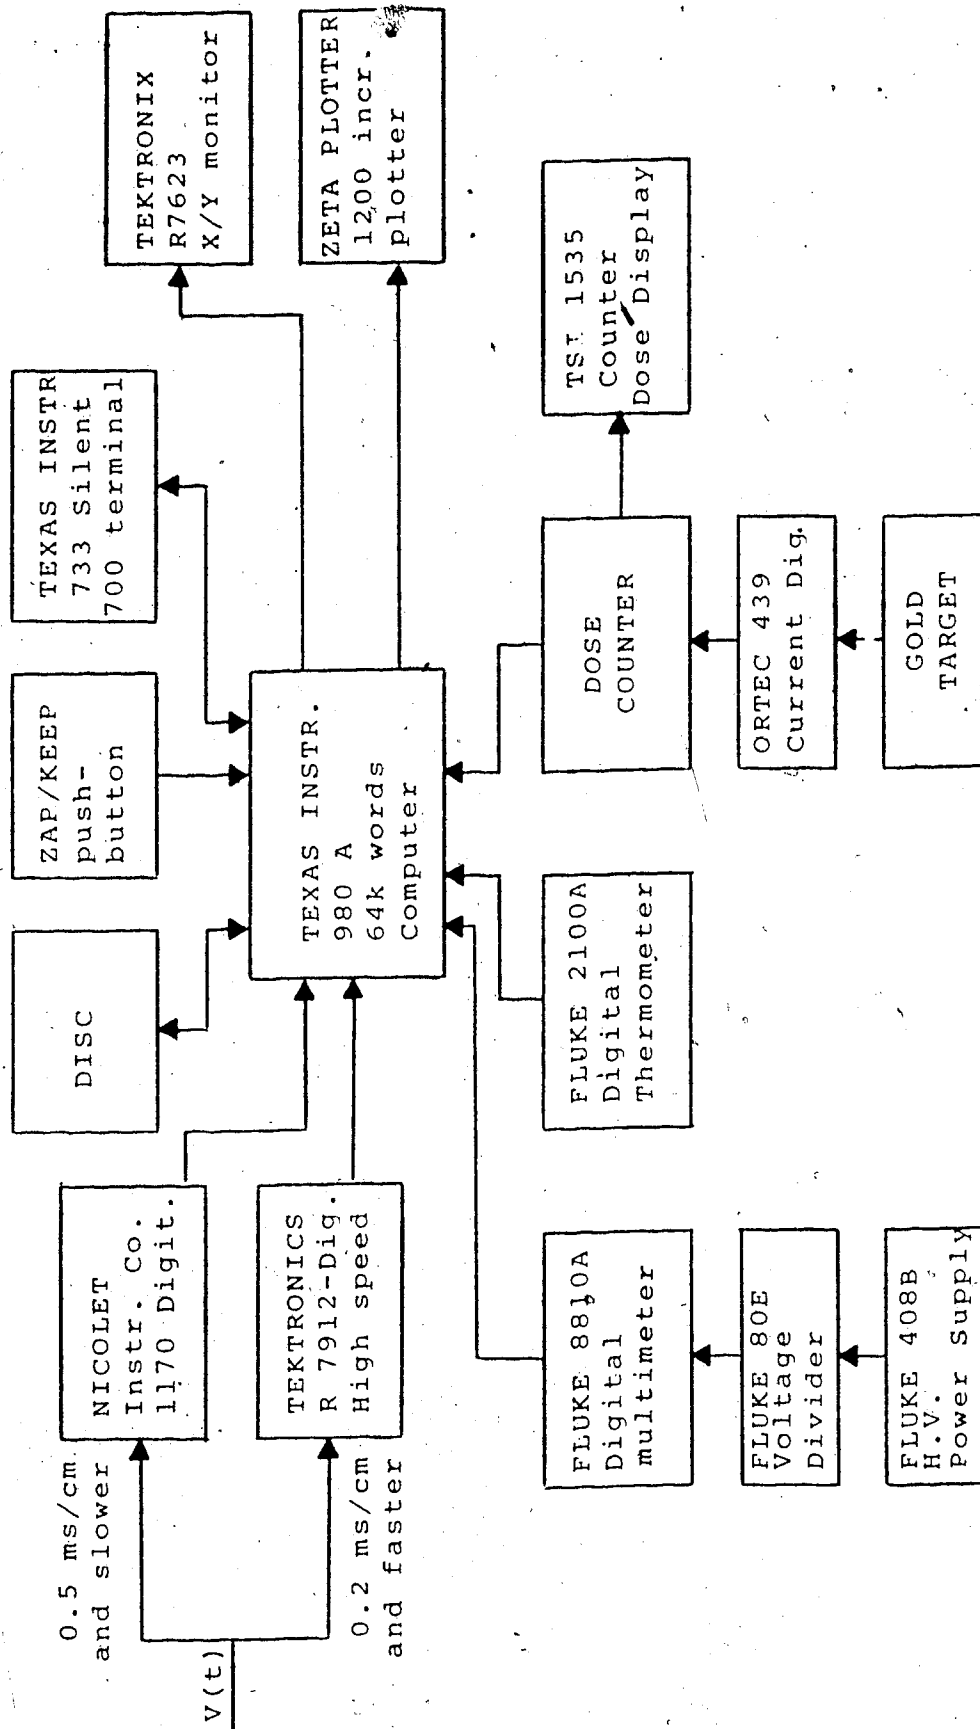 V(t)
0.5 ms/cm
and slower
0.2 ms/cm
and faster
NICOLET
Instr. Co.
1170 Digit.
TEKTRONICS
R 7912-Dig.
High speed
DISC
ZAP/KEEP
push-
button
TEXAS INSTR
733 Silent
700 terminal
TEKTRONIX
R7623
X/Y monitor
ZETA PLOTTER
1200 incr.
plotter
TEXAS INSTR.
980 A
64k words
Computer
FLUKE 8810A
Digital
multimeter
FLUKE 80E
Voltage
Divider
FLUKE 408B
H.V.
Power Supply
FLUKE 2100A
Digital
Thermometer
DOSE
COUNTER
TSI 1535
Counter
Dose Display
ORTEC 439
Current Dig.
GOLD
TARGET